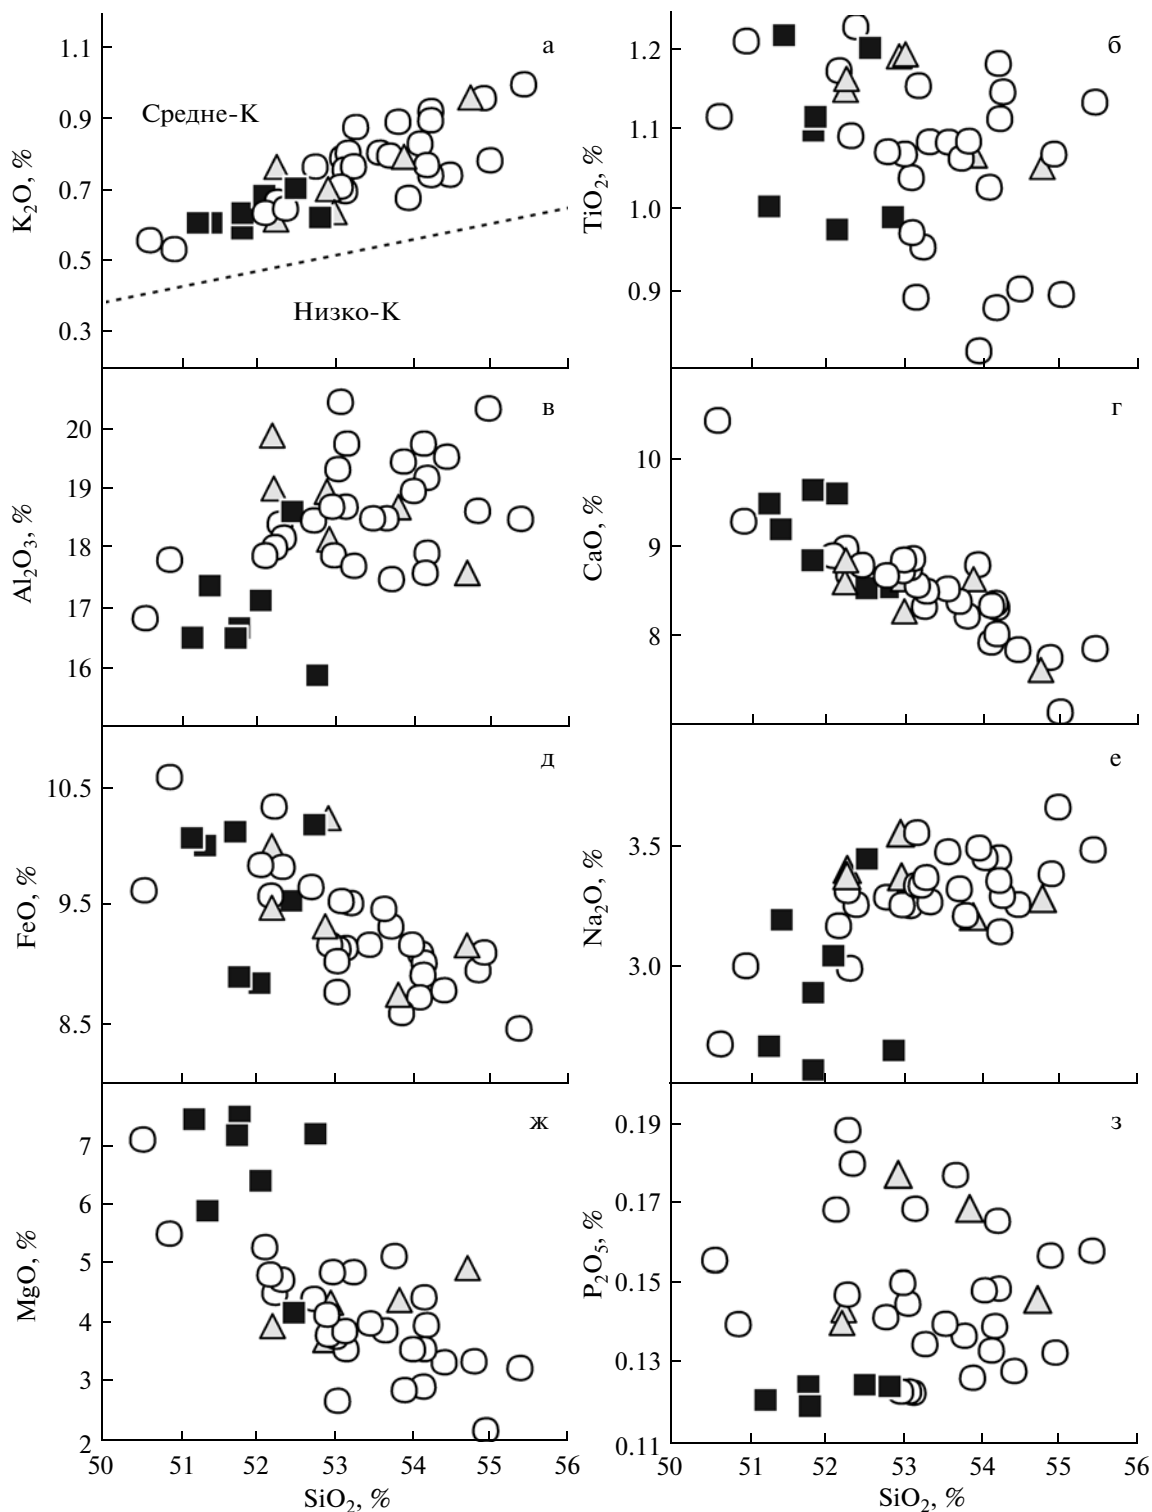 1.1
0.9
0.7
0.5
0.3
K₂O, %
а
Средне-K
Низко-K
1.2
1.1
1.0
0.9
TiO₂, %
б
20
19
18
17
16
Al₂O₃, %
в
10
9
8
CaO, %
г
10.5
9.5
8.5
FeO, %
д
3.5
3.0
Na₂O, %
е
7
6
5
4
3
2
MgO, %
ж
50 51 52 53 54 55 56
SiO₂, %
0.19
0.17
0.15
0.13
0.11
P₂O₅, %
з
50 51 52 53 54 55 56
SiO₂, %